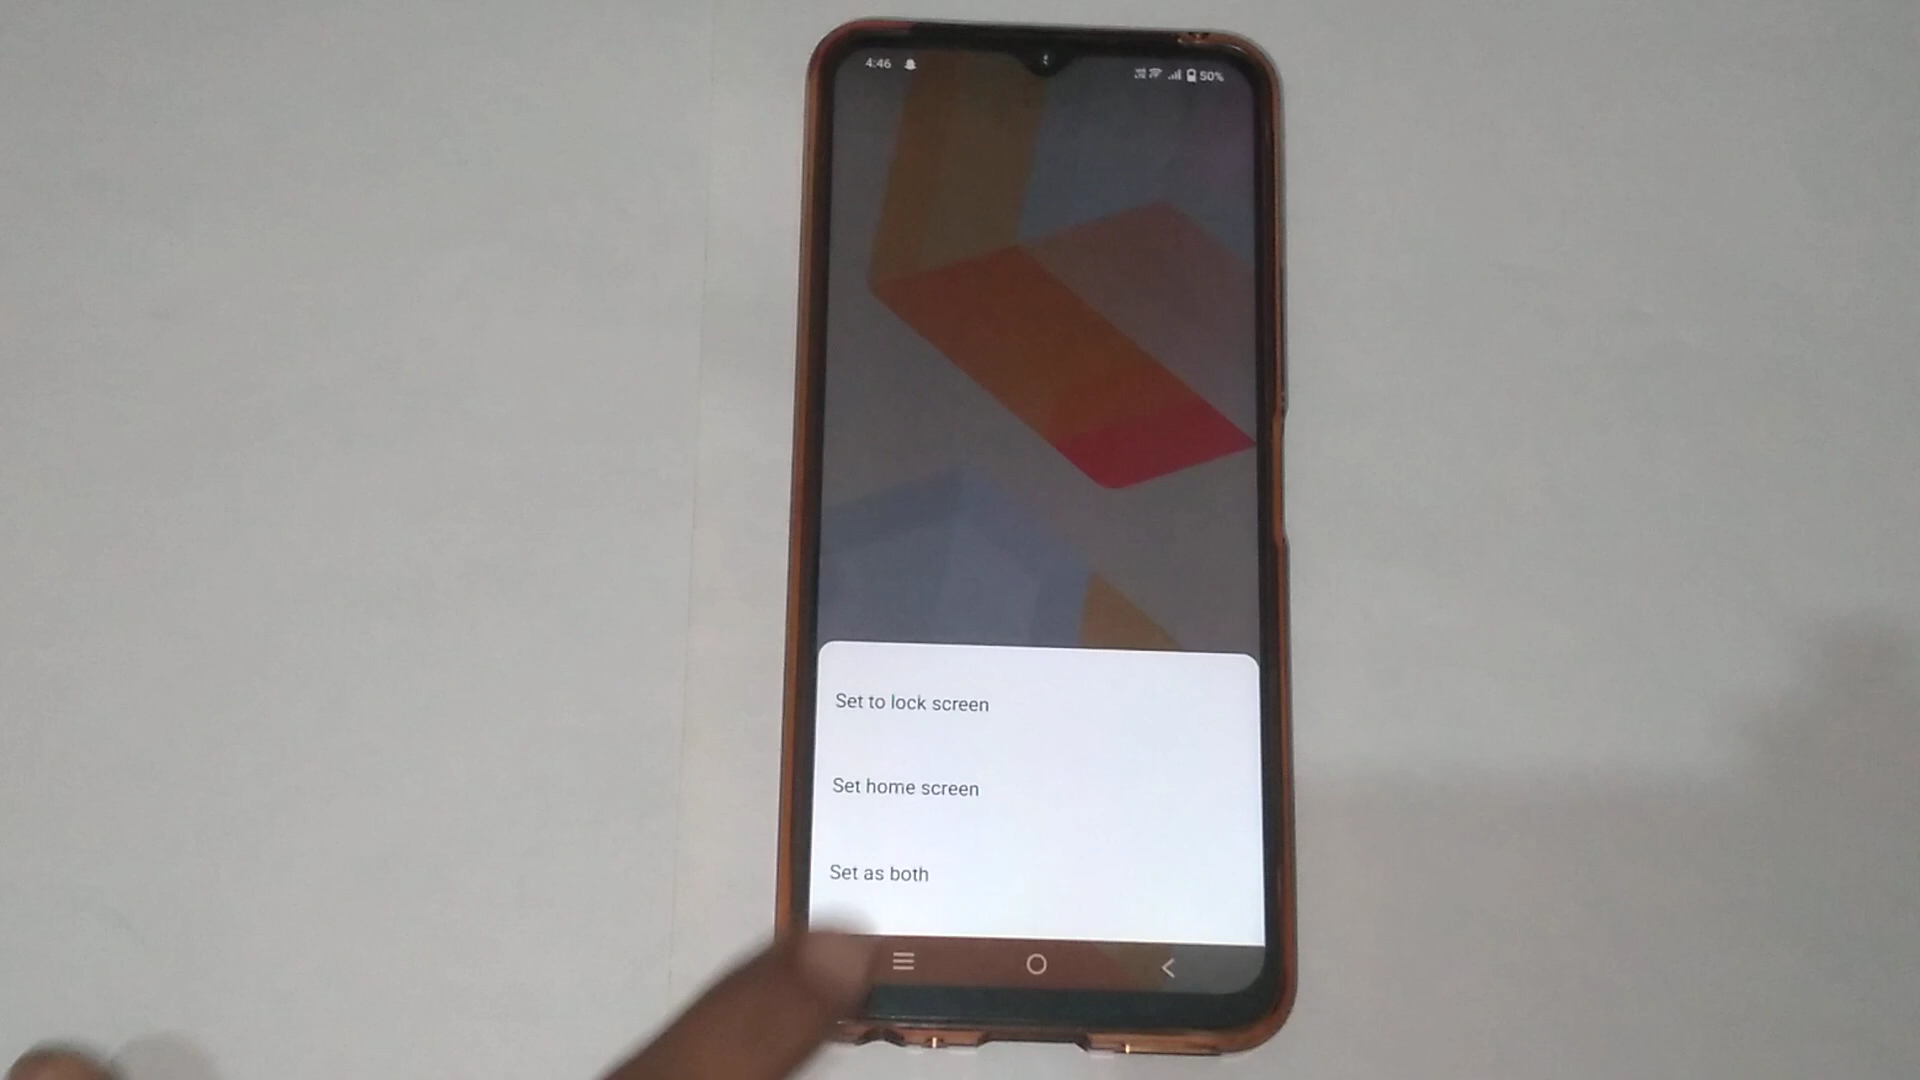 4:46
50%
Set to lock screen
Set home screen
Set as both